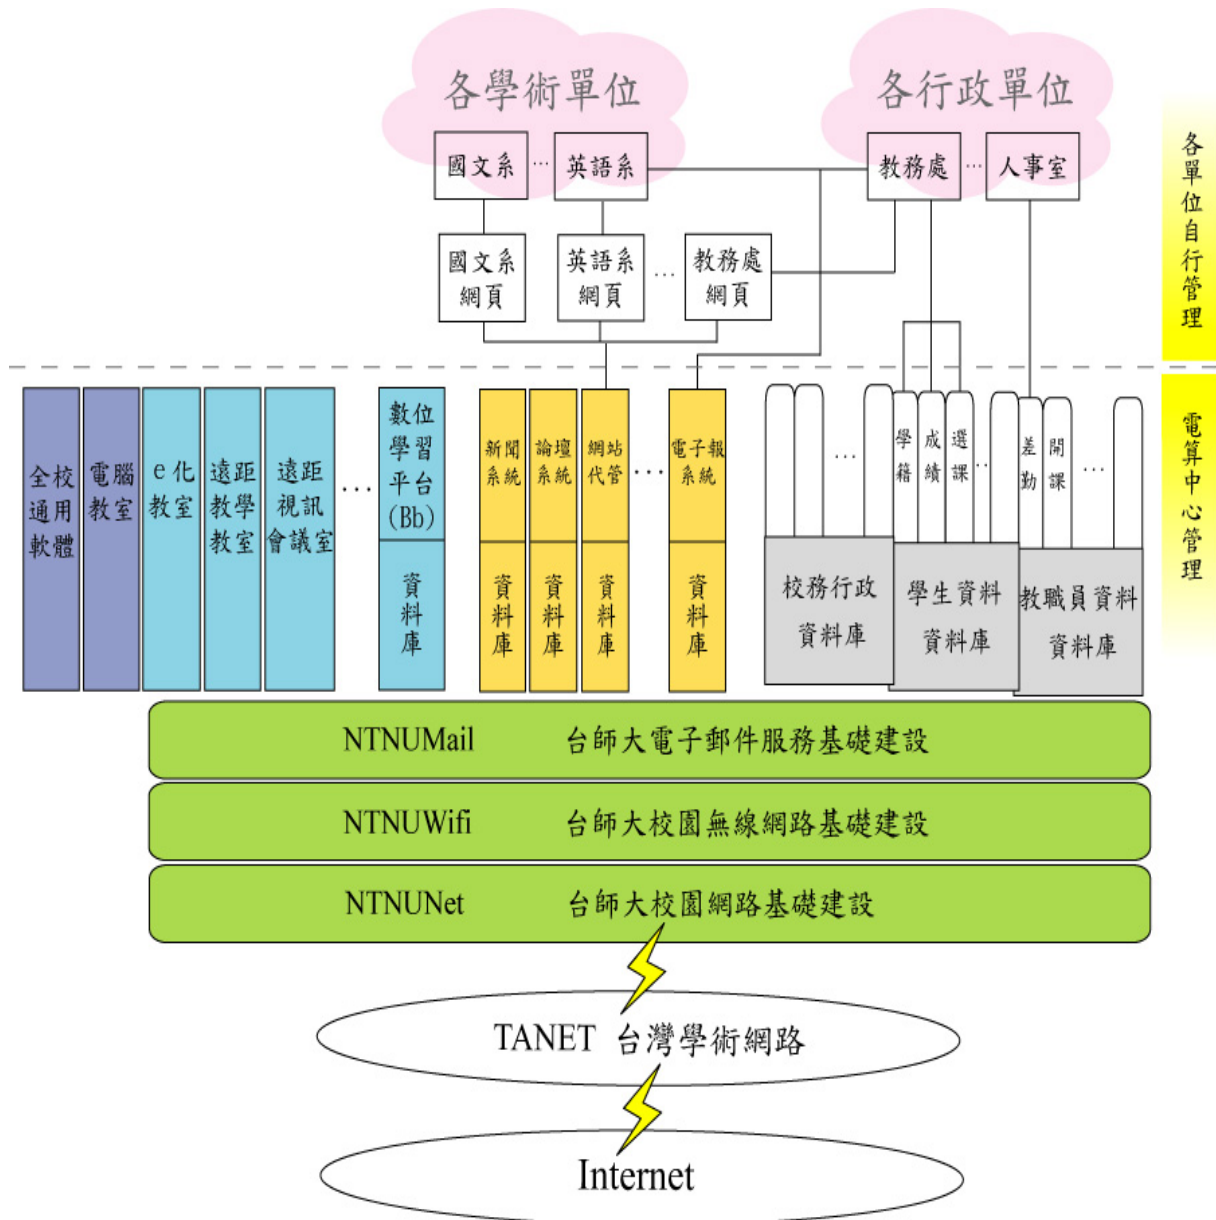 各學術單位
各行政單位
國文系
…
英語系
教務處
…
人事室
國文系
網頁
英語系
網頁
…
教務處
網頁
各單位自行管理
全校
通用
軟體
電腦
教室
e化
教室
遠距
教學
教室
遠距
視訊
會議室
…
數位
學習
平台
(Bb)
資料庫
新聞
系統
資料庫
論壇
系統
資料庫
網站
代管
資料庫
…
電子報
系統
資料庫
…
校務行政
資料庫
學籍
成績
選課
…
學生資料
資料庫
差勤
開課
…
教職員資料
資料庫
電算中心管理
NTNUMail 台師大電子郵件服務基礎建設
NTNUWifi 台師大校園無線網路基礎建設
NTNUNet 台師大校園網路基礎建設
TANET 台灣學術網路
Internet